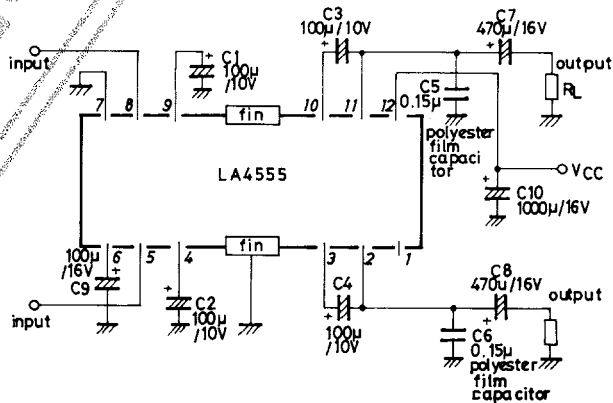 C3
100µ/10V
C7
470µ/16V
input
C1
100µ
/10V
output
C5
0.15µ
RL
7
8
9
10
11
12
fin
polyester
film
capaci
tor
LA4555
VCC
C10
1000µ/16V
fin
100µ
/16V
6
5
4
3
2
1
C9
C4
C8
470u/16V
output
input
C2
100µ
/10V
100µ
/10V
C6
0.15µ
polyester
film
capacitor